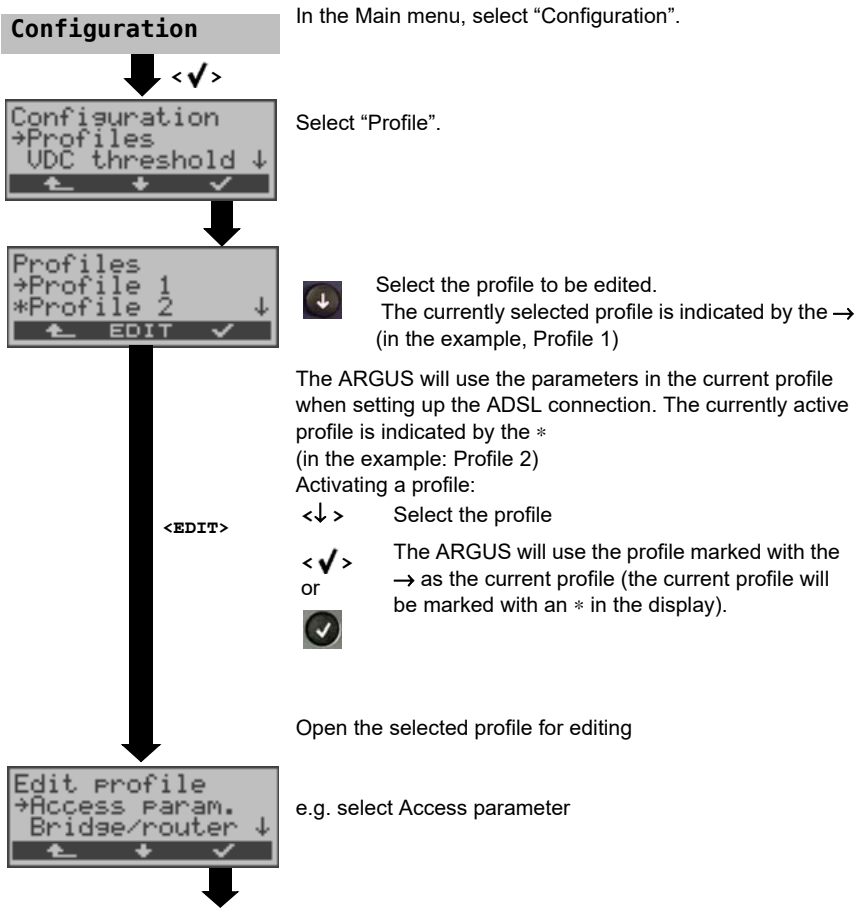 Configuration
In the Main menu, select “Configuration”.
<✓>
Configuration
→Profiles
VDC threshold ↓
Select “Profile”.
Profiles
→Profile 1
*Profile 2 ↓
EDIT ✓
Select the profile to be edited.
The currently selected profile is indicated by the →
(in the example, Profile 1)
The ARGUS will use the parameters in the current profile
when setting up the ADSL connection. The currently active
profile is indicated by the *
(in the example: Profile 2)
Activating a profile:
<↓> Select the profile
<EDIT>
<✓>
or
The ARGUS will use the profile marked with the
→ as the current profile (the current profile will
be marked with an * in the display).
Open the selected profile for editing
Edit profile
→Access param.
Bridge/router ↓
e.g. select Access parameter